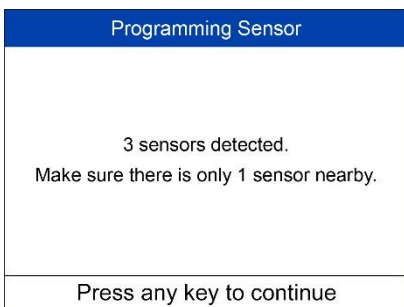 Programming Sensor
3 sensors detected.
Make sure there is only 1 sensor nearby.
Press any key to continue